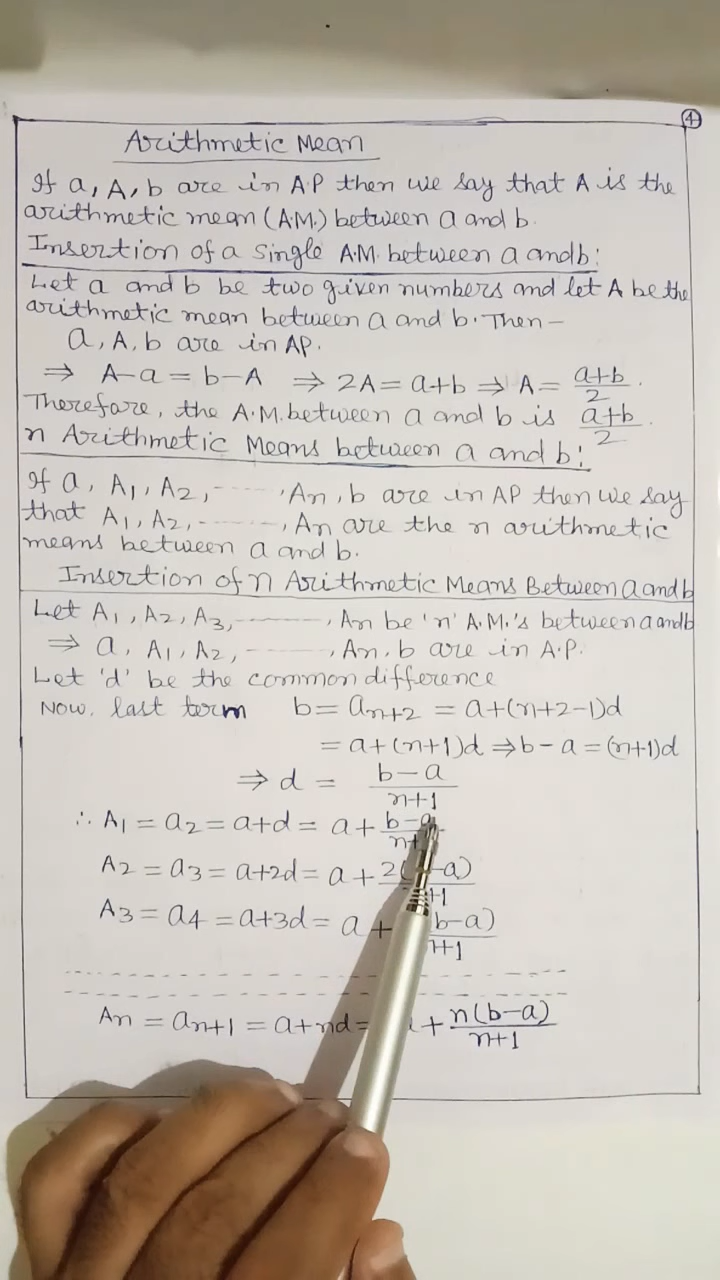 ④
Arithmetic Mean
If a, A, b are in A.P then we say that A is the
arithmetic mean (A.M.) between a and b.
Insertion of a single A.M. between a and b:
Let a and b be two given numbers and let A be the
arithmetic mean between a and b. Then-
a, A, b are in AP.
⇒ A-a = b-A ⇒ 2A = a+b ⇒ A = (a+b)/2.
Therefore, the A.M. between a and b is (a+b)/2.
n Arithmetic Means between a and b:
If a, A₁, A₂, ------, An, b are in AP then we say
that A₁, A₂, ------, An are the n arithmetic
means between a and b.
Insertion of n Arithmetic Means Between a and b
Let A₁, A₂, A₃, ------, An be 'n' A.M.'s between a and b
⇒ a, A₁, A₂, ------, An, b are in A.P.
Let 'd' be the common difference
Now, last term b = aₙ₊₂ = a+(n+2-1)d
= a+(n+1)d ⇒ b-a = (n+1)d
⇒ d = (b-a)/(n+1)
∴ A₁ = a₂ = a+d = a + b-
A₂ = a₃ = a+2d = a + 2( -a)
A₃ = a₄ = a+3d = a + (b-a)
An = aₙ₊₁ = a+nd = + n(b-a)/(n+1)